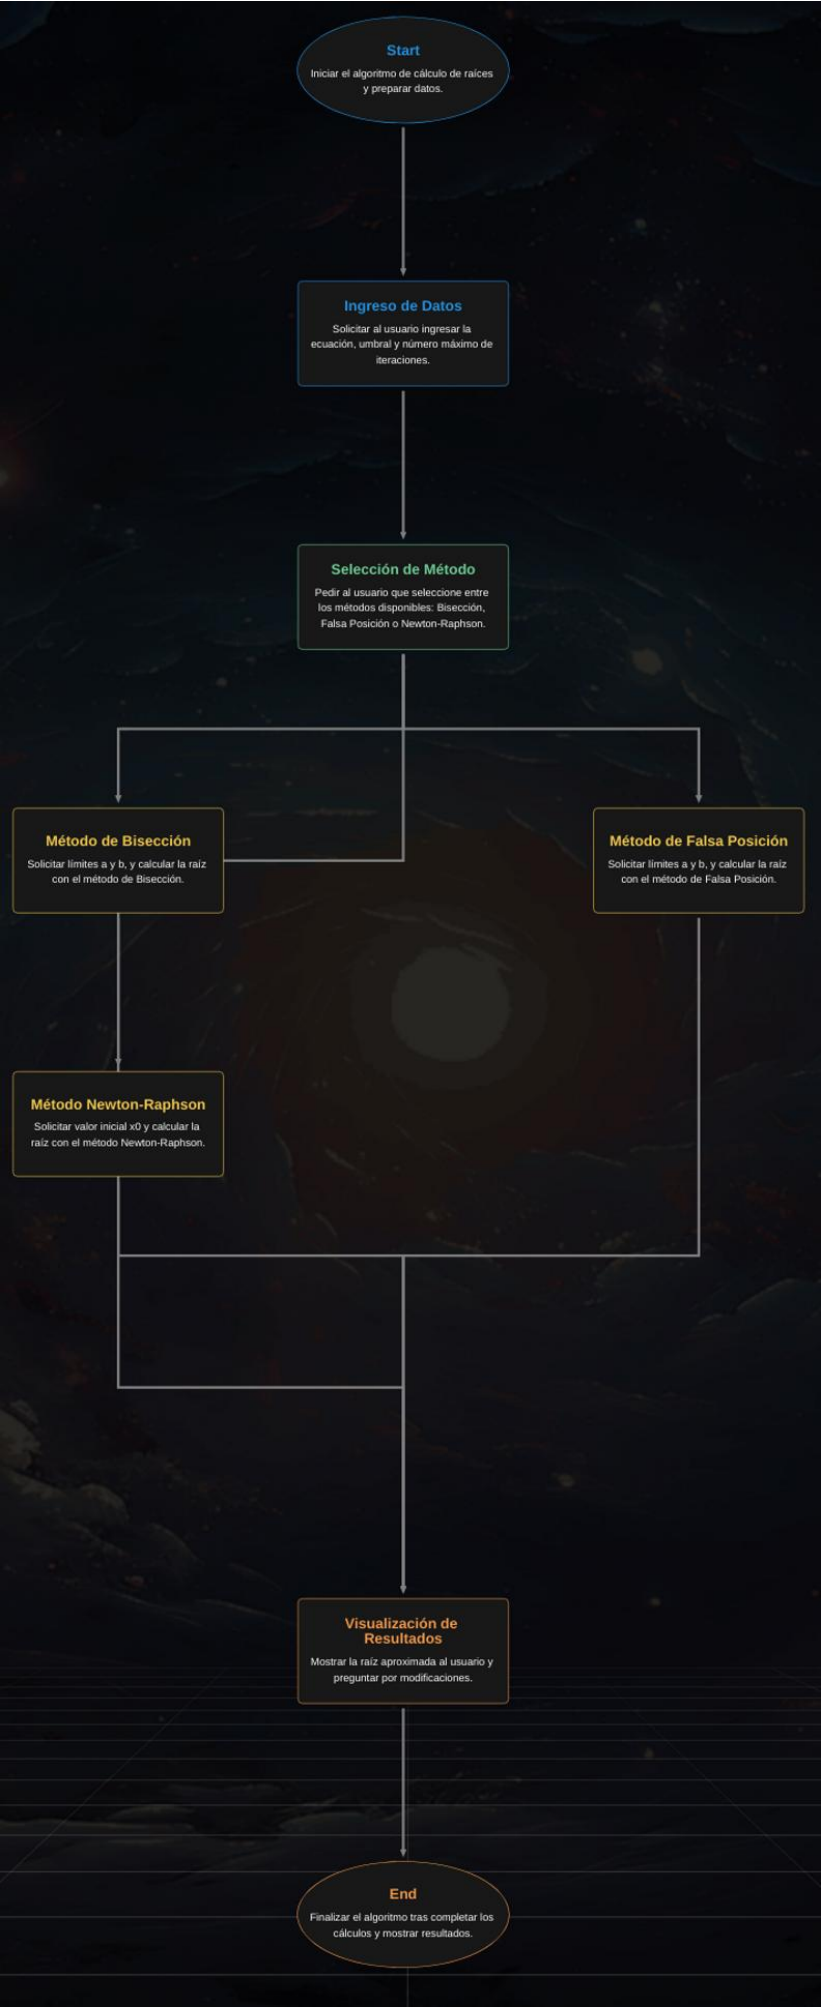 Start
Iniciar el algoritmo de cálculo de raíces
y preparar datos.
Ingreso de Datos
Solicitar al usuario ingresar la
ecuación, umbral y número máximo de
iteraciones.
Selección de Método
Pedir al usuario que seleccione entre
los métodos disponibles: Bisección,
Falsa Posición o Newton-Raphson.
Método de Bisección
Solicitar límites a y b, y calcular la raíz
con el método de Bisección.
Método de Falsa Posición
Solicitar límites a y b, y calcular la raíz
con el método de Falsa Posición.
Método Newton-Raphson
Solicitar valor inicial x0 y calcular la
raíz con el método Newton-Raphson.
Visualización de
Resultados
Mostrar la raíz aproximada al usuario y
preguntar por modificaciones.
End
Finalizar el algoritmo tras completar los
cálculos y mostrar resultados.